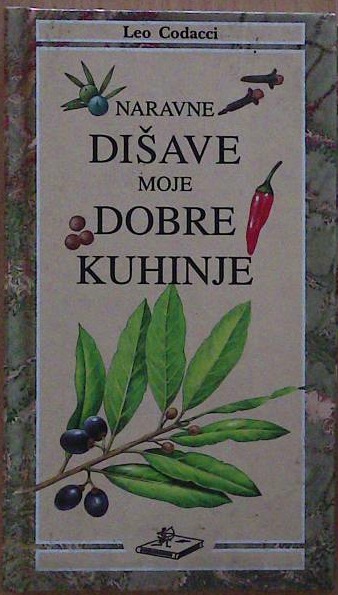 Leo Codacci
NARAVNE
DIŠAVE
MOJE
DOBRE
KUHINJE